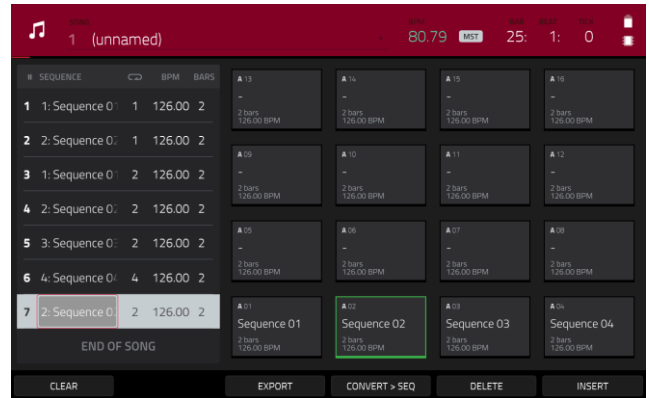 SONG
1 (unnamed)
BPM BAR BEAT TICK
80.79 MST 25: 1: 0
# SEQUENCE BPM BARS
1 1: Sequence 01 1 126.00 2
2 2: Sequence 02 1 126.00 2
3 1: Sequence 01 2 126.00 2
4 2: Sequence 02 2 126.00 2
5 3: Sequence 03 2 126.00 2
6 4: Sequence 04 4 126.00 2
7 2: Sequence 0 2 126.00 2
END OF SONG
A 13
-
2 bars
126.00 BPM
A 14
-
2 bars
126.00 BPM
A 15
-
2 bars
126.00 BPM
A 16
-
2 bars
126.00 BPM
A 09
-
2 bars
126.00 BPM
A 10
-
2 bars
126.00 BPM
A 11
-
2 bars
126.00 BPM
A 12
-
2 bars
126.00 BPM
A 05
-
2 bars
126.00 BPM
A 06
-
2 bars
126.00 BPM
A 07
-
2 bars
126.00 BPM
A 08
-
2 bars
126.00 BPM
A 01
Sequence 01
2 bars
126.00 BPM
A 02
Sequence 02
2 bars
126.00 BPM
A 03
Sequence 03
2 bars
126.00 BPM
A 04
Sequence 04
2 bars
126.00 BPM
CLEAR EXPORT CONVERT > SEQ DELETE INSERT